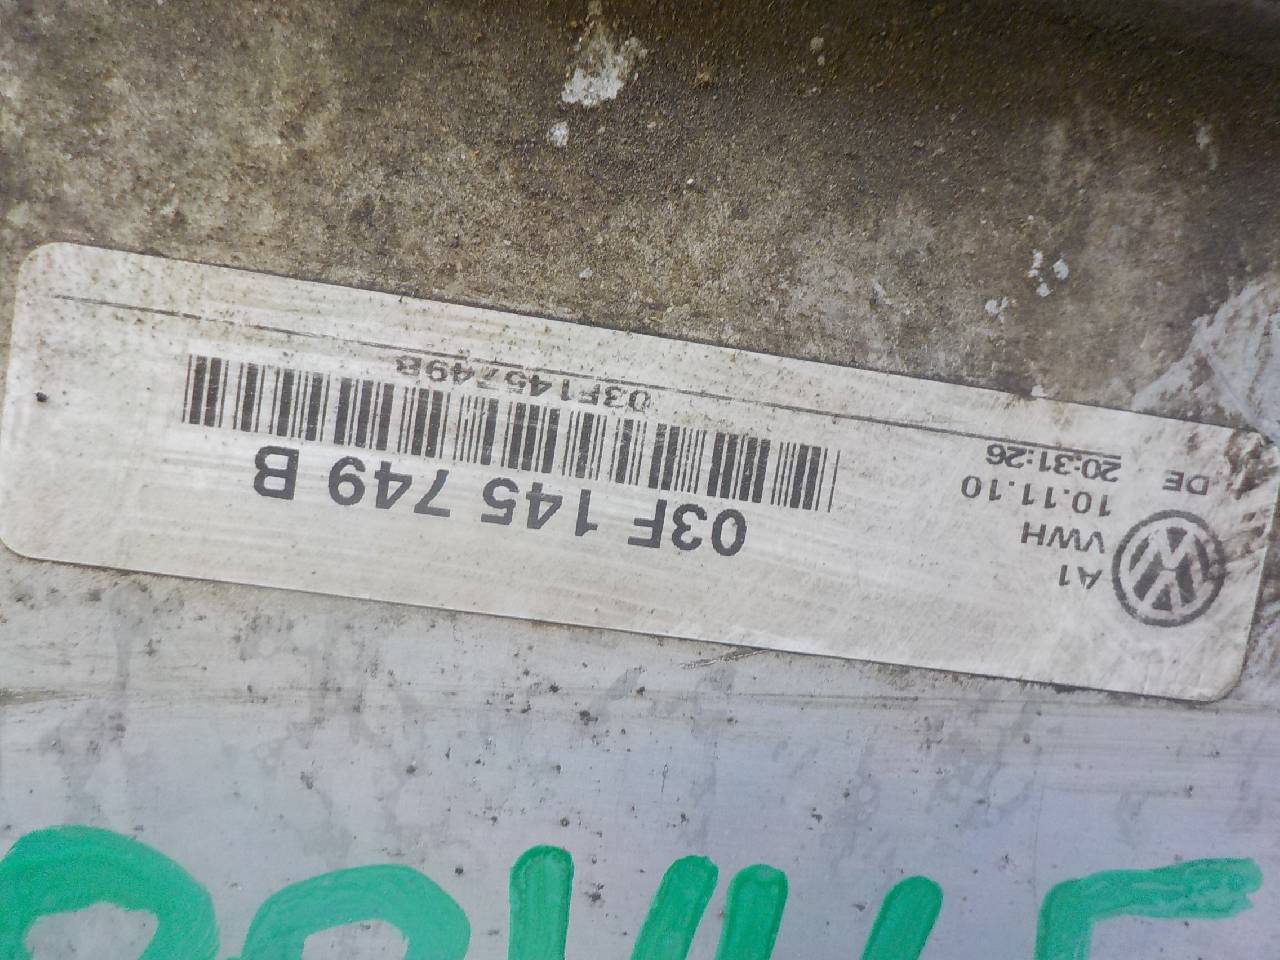 A1
VWH
10.11.10
20:31:26
DE
03F 145 749 B
03F145749B